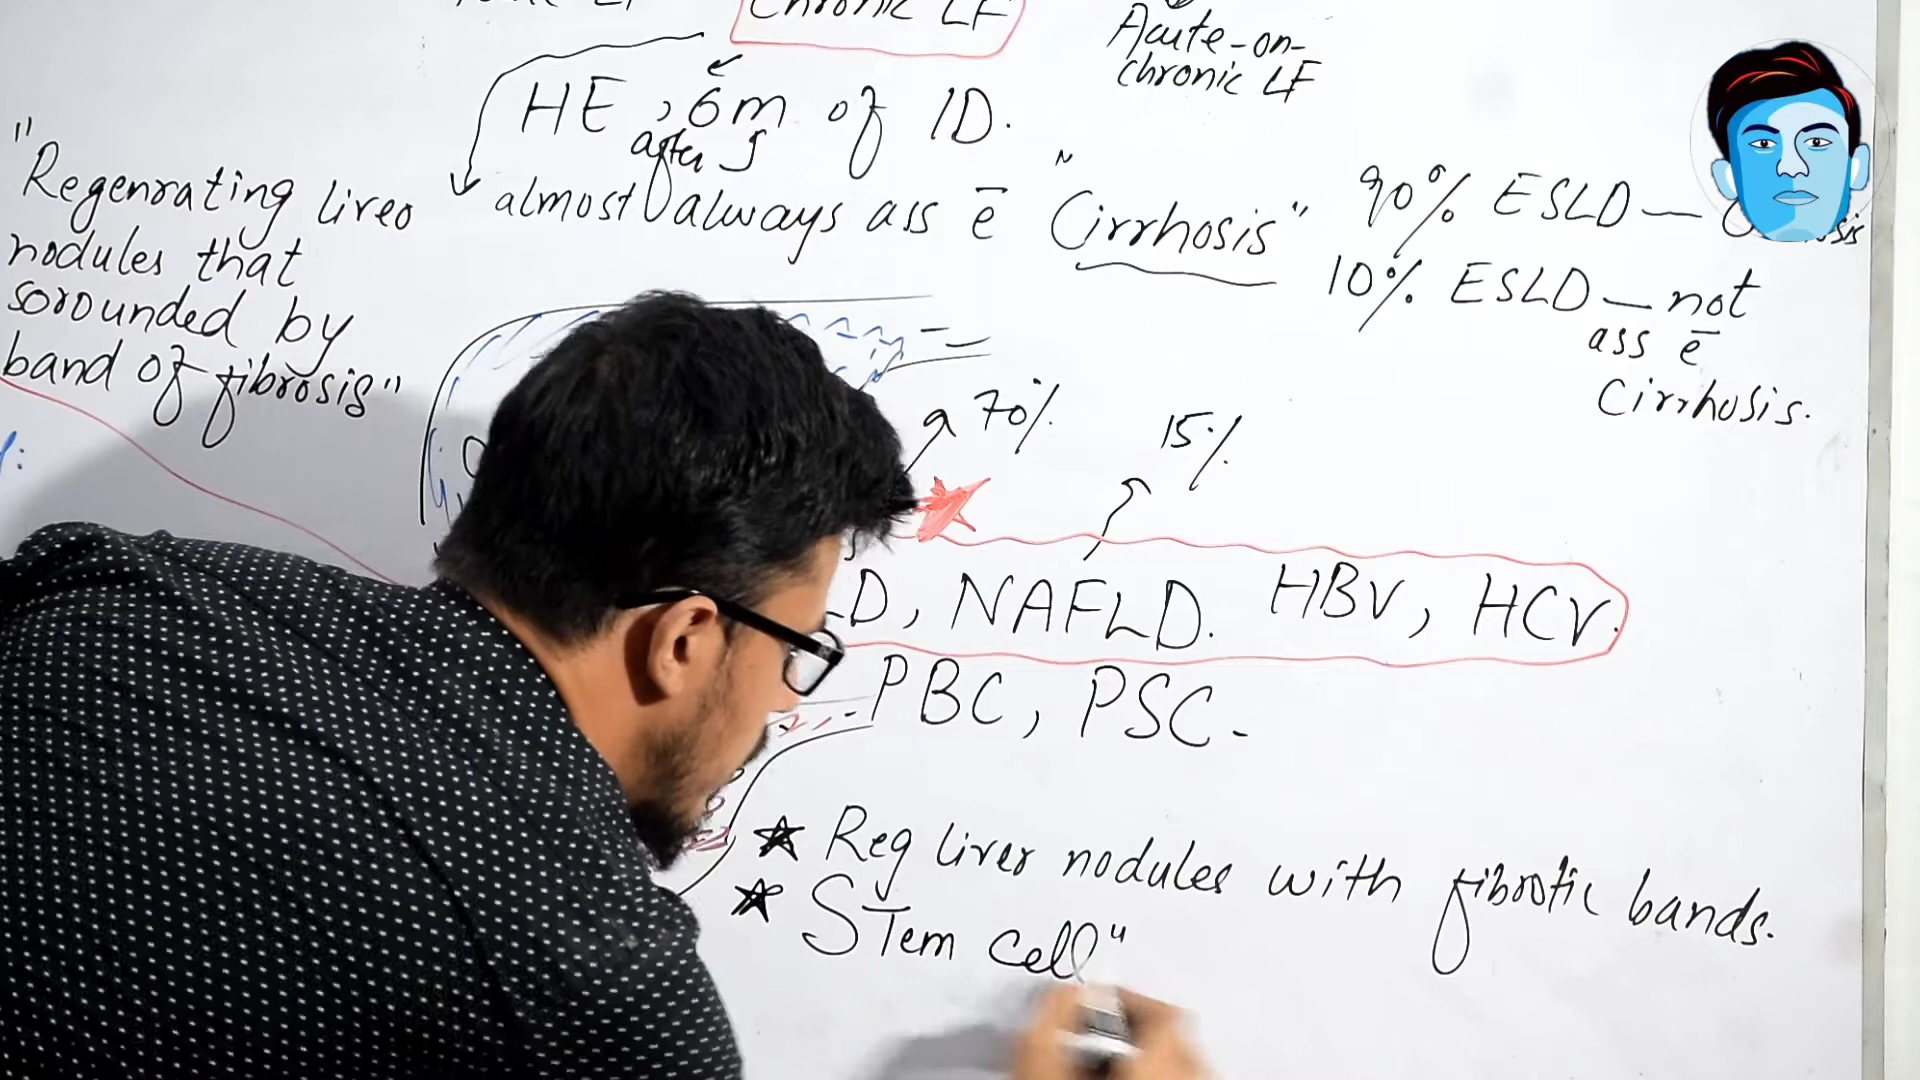 Chronic LF
Acute-on-
chronic LF
HE, 6m of ID.
after
almost always ass ē "Cirrhosis"
"Regenrating liver
nodules that
sorounded by
band of fibrosis"
90% ESLD —
10% ESLD — not
ass ē
Cirrhosis.
70%
15%
LD, NAFLD. HBV, HCV.
PBC, PSC.
Reg liver nodules with fibrotic bands.
Stem cell"